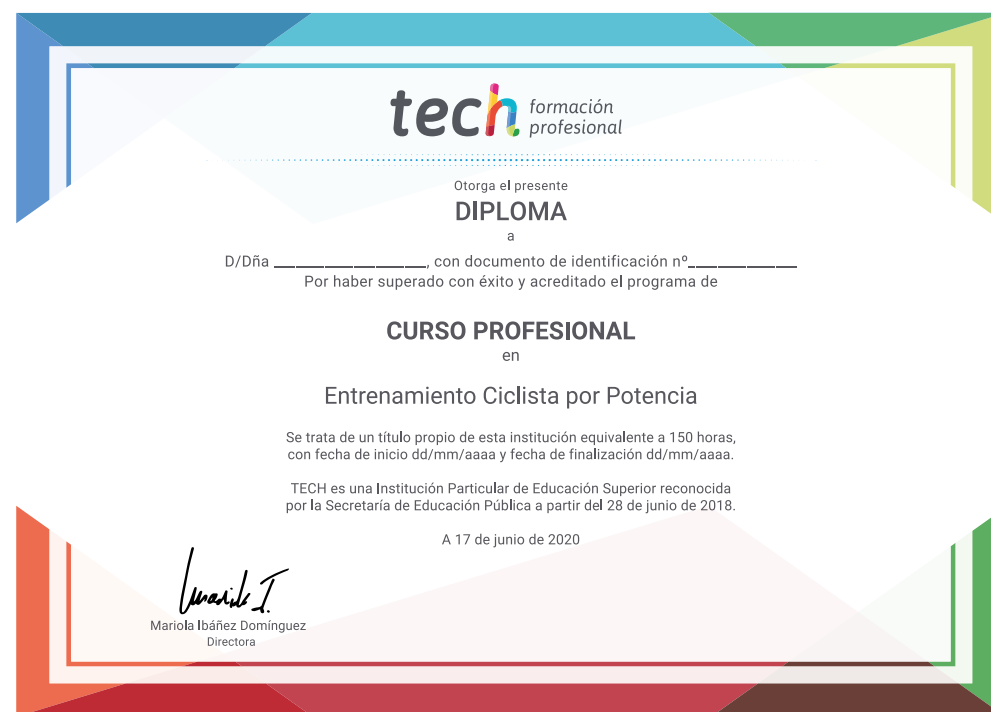 tech formación
profesional
Otorga el presente
DIPLOMA
a
D/Dña ______________, con documento de identificación nº__________
Por haber superado con éxito y acreditado el programa de
CURSO PROFESIONAL
en
Entrenamiento Ciclista por Potencia
Se trata de un título propio de esta institución equivalente a 150 horas,
con fecha de inicio dd/mm/aaaa y fecha de finalización dd/mm/aaaa.
TECH es una Institución Particular de Educación Superior reconocida
por la Secretaría de Educación Pública a partir del 28 de junio de 2018.
A 17 de junio de 2020
Mariola Ibáñez Domínguez
Directora